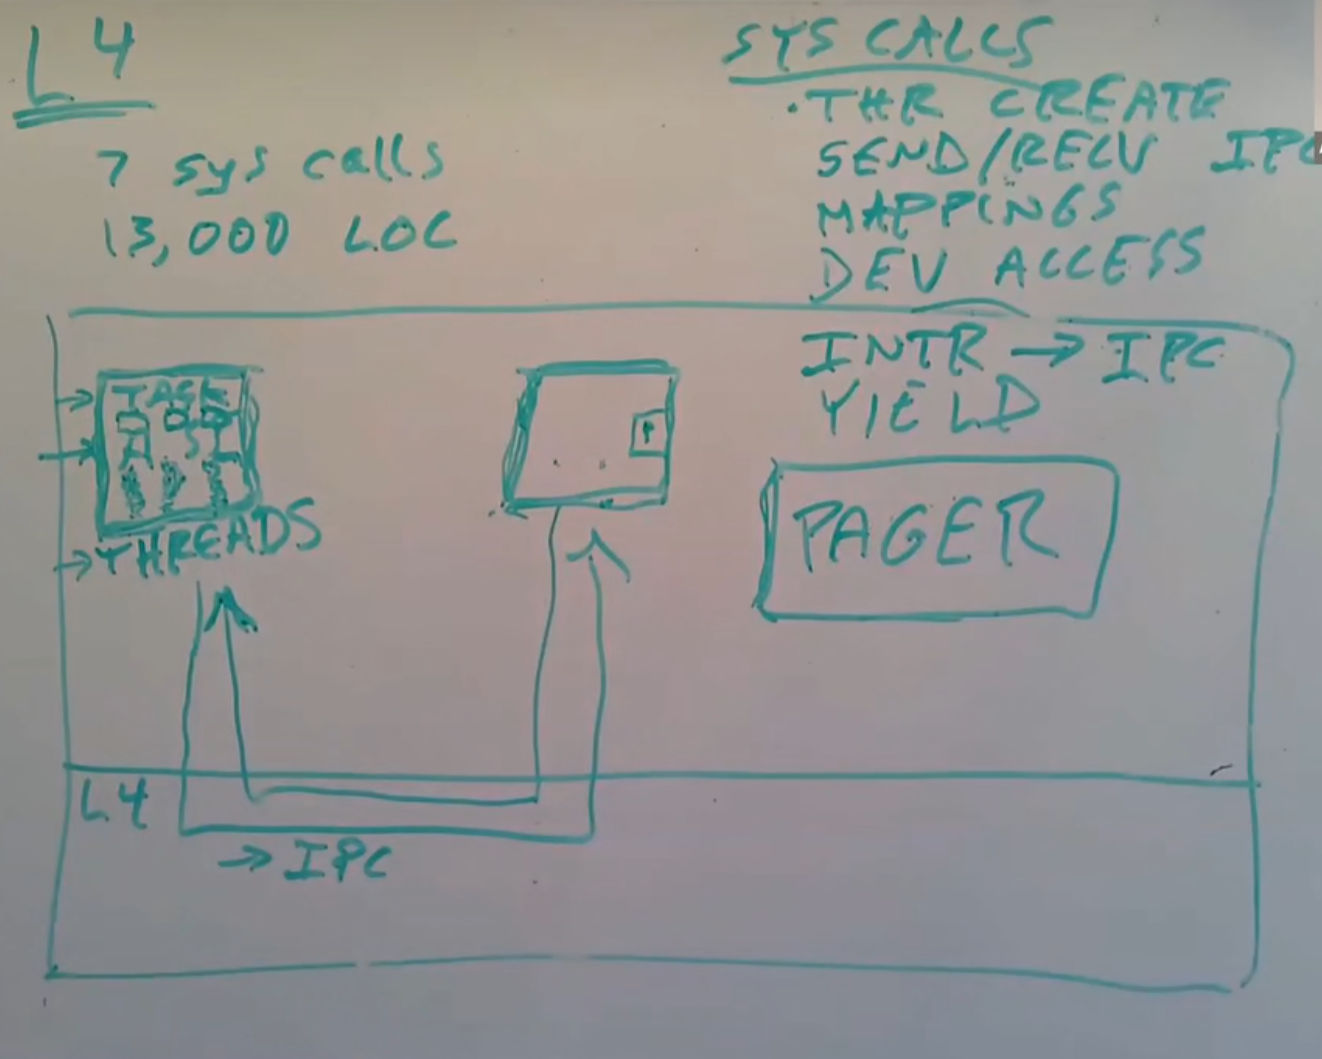 L4
7 sys calls
13,000 LOC
SYS CALLS
· THR CREATE
SEND/RECV IPC
MAPPINGS
DEV ACCESS
INTR → IPC
YIELD
TASK
THREADS
PAGER
L4
→ IPC